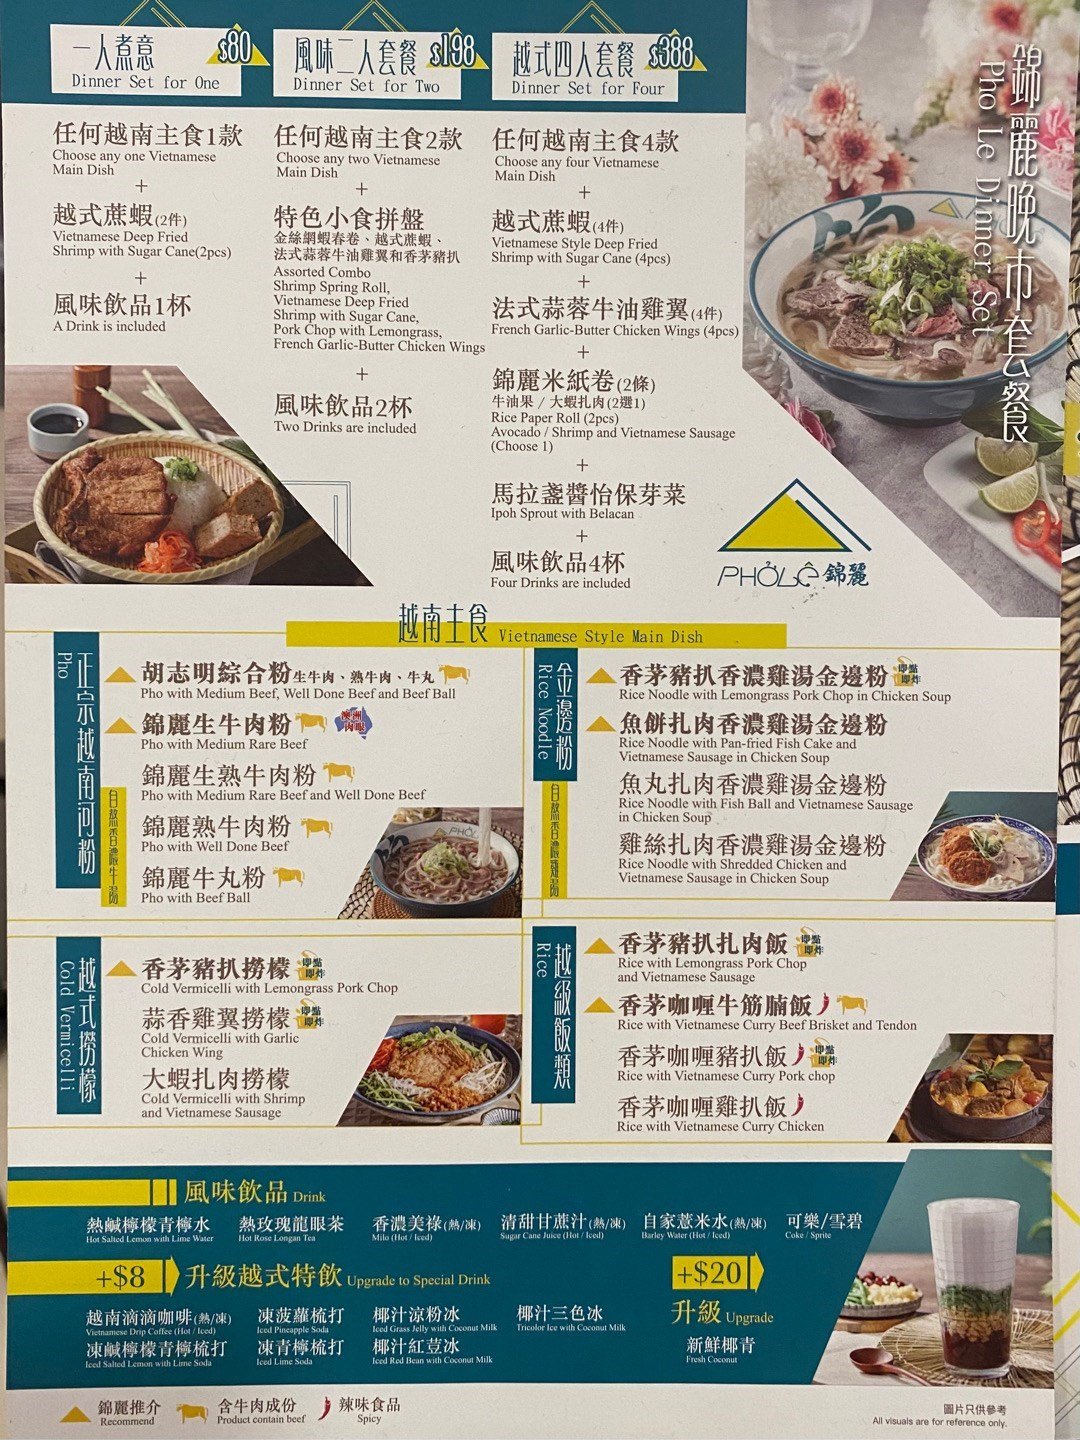 錦麗晚市套餐
Pho Le Dinner Set
一人煮意 $80
Dinner Set for One
任何越南主食1款
Choose any one Vietnamese
Main Dish
+
越式蔗蝦(2件)
Vietnamese Deep Fried
Shrimp with Sugar Cane(2pcs)
+
風味飲品1杯
A Drink is included
風味二人套餐 $198
Dinner Set for Two
任何越南主食2款
Choose any two Vietnamese
Main Dish
+
特色小食拼盤
金絲網蝦春卷、越式蔗蝦、
法式蒜蓉牛油雞翼和香茅豬扒
Assorted Combo
Shrimp Spring Roll,
Vietnamese Deep Fried
Shrimp with Sugar Cane,
Pork Chop with Lemongrass,
French Garlic-Butter Chicken Wings
+
風味飲品2杯
Two Drinks are included
越式四人套餐 $388
Dinner Set for Four
任何越南主食4款
Choose any four Vietnamese
Main Dish
+
越式蔗蝦(4件)
Vietnamese Style Deep Fried
Shrimp with Sugar Cane (4pcs)
+
法式蒜蓉牛油雞翼(4件)
French Garlic-Butter Chicken Wings (4pcs)
+
錦麗米紙卷(2條)
牛油果 / 大蝦扎肉(2選1)
Rice Paper Roll (2pcs)
Avocado / Shrimp and Vietnamese Sausage
(Choose 1)
+
馬拉盞醬怡保芽菜
Ipoh Sprout with Belacan
+
風味飲品4杯
Four Drinks are included
PHỞLÊ 錦麗
越南主食 Vietnamese Style Main Dish
正宗越南河粉
Pho
自熬香濃牛湯
胡志明綜合粉 生牛肉、熟牛肉、牛丸
Pho with Medium Beef, Well Done Beef and Beef Ball
錦麗生牛肉粉 澳洲肉眼
Pho with Medium Rare Beef
錦麗生熟牛肉粉
Pho with Medium Rare Beef and Well Done Beef
錦麗熟牛肉粉
Pho with Well Done Beef
錦麗牛丸粉
Pho with Beef Ball
PHỞL
金邊粉
Rice Noodle
自熬香濃雞湯
香茅豬扒香濃雞湯金邊粉 即點即炸
Rice Noodle with Lemongrass Pork Chop in Chicken Soup
魚餅扎肉香濃雞湯金邊粉
Rice Noodle with Pan-fried Fish Cake and
Vietnamese Sausage in Chicken Soup
魚丸扎肉香濃雞湯金邊粉
Rice Noodle with Fish Ball and Vietnamese Sausage
in Chicken Soup
雞絲扎肉香濃雞湯金邊粉
Rice Noodle with Shredded Chicken and
Vietnamese Sausage in Chicken Soup
越式撈檬
Cold Vermicelli
香茅豬扒撈檬 即點即炸
Cold Vermicelli with Lemongrass Pork Chop
蒜香雞翼撈檬 即點即炸
Cold Vermicelli with Garlic
Chicken Wing
大蝦扎肉撈檬
Cold Vermicelli with Shrimp
and Vietnamese Sausage
越級飯類
Rice
香茅豬扒扎肉飯 即點即炸
Rice with Lemongrass Pork Chop
and Vietnamese Sausage
香茅咖喱牛筋腩飯
Rice with Vietnamese Curry Beef Brisket and Tendon
香茅咖喱豬扒飯 即點即炸
Rice with Vietnamese Curry Pork chop
香茅咖喱雞扒飯
Rice with Vietnamese Curry Chicken
風味飲品 Drink
熱鹹檸檬青檸水
Hot Salted Lemon with Lime Water
熱玫瑰龍眼茶
Hot Rose Longan Tea
香濃美祿(熱/凍)
Milo (Hot / Iced)
清甜甘蔗汁(熱/凍)
Sugar Cane Juice (Hot / Iced)
自家薏米水(熱/凍)
Barley Water (Hot / Iced)
可樂/雪碧
Coke / Sprite
+$8 升級越式特飲 Upgrade to Special Drink
越南滴滴咖啡(熱/凍)
Vietnamese Drip Coffee (Hot / Iced)
凍菠蘿梳打
Iced Pineapple Soda
椰汁涼粉冰
Iced Grass Jelly with Coconut Milk
椰汁三色冰
Tricolor Ice with Coconut Milk
凍鹹檸檬青檸梳打
Iced Salted Lemon with Lime Soda
凍青檸梳打
Iced Lime Soda
椰汁紅荳冰
Iced Red Bean with Coconut Milk
+$20
升級 Upgrade
新鮮椰青
Fresh Coconut
錦麗推介
Recommend
含牛肉成份
Product contain beef
辣味食品
Spicy
圖片只供參考
All visuals are for reference only.